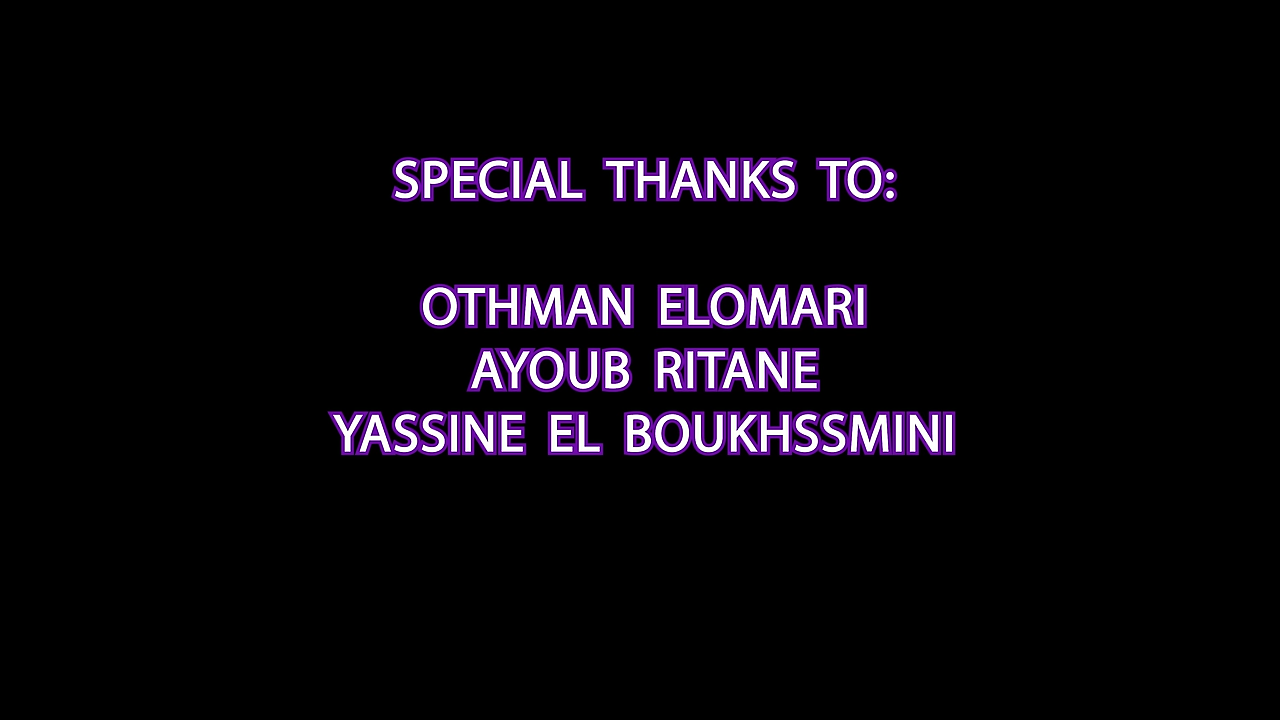 SPECIAL THANKS TO:
OTHMAN ELOMARI
AYOUB RITANE
YASSINE EL BOUKHSSMINI